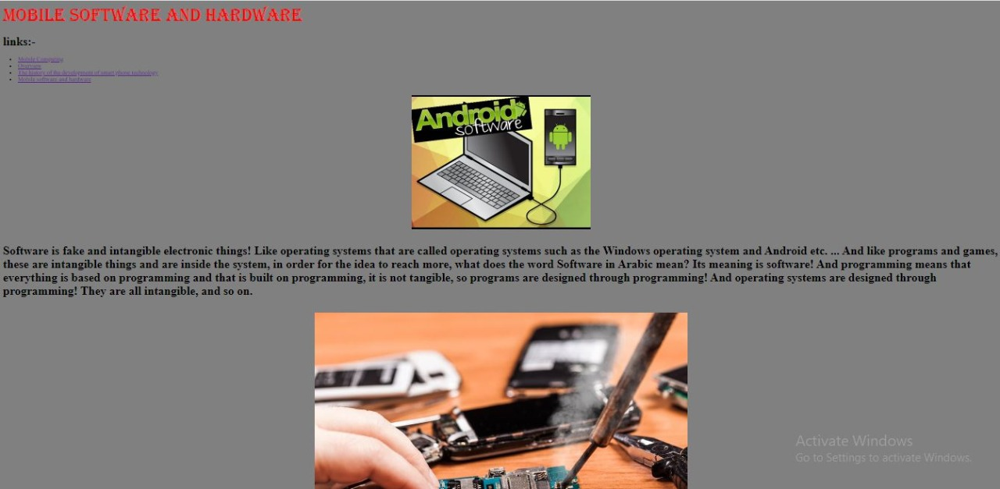 MOBILE SOFTWARE AND HARDWARE
links:-
Mobile Computing
Overview
The history of the development of smart phone technology
Mobile software and hardware
Android
software
Software is fake and intangible electronic things! Like operating systems that are called operating systems such as the Windows operating system and Android etc. ... And like programs and games,
these are intangible things and are inside the system, in order for the idea to reach more, what does the word Software in Arabic mean? Its meaning is software! And programming means that
everything is based on programming and that is built on programming, it is not tangible, so programs are designed through programming! And operating systems are designed through
programming! They are all intangible, and so on.
Activate Windows
Go to Settings to activate Windows.